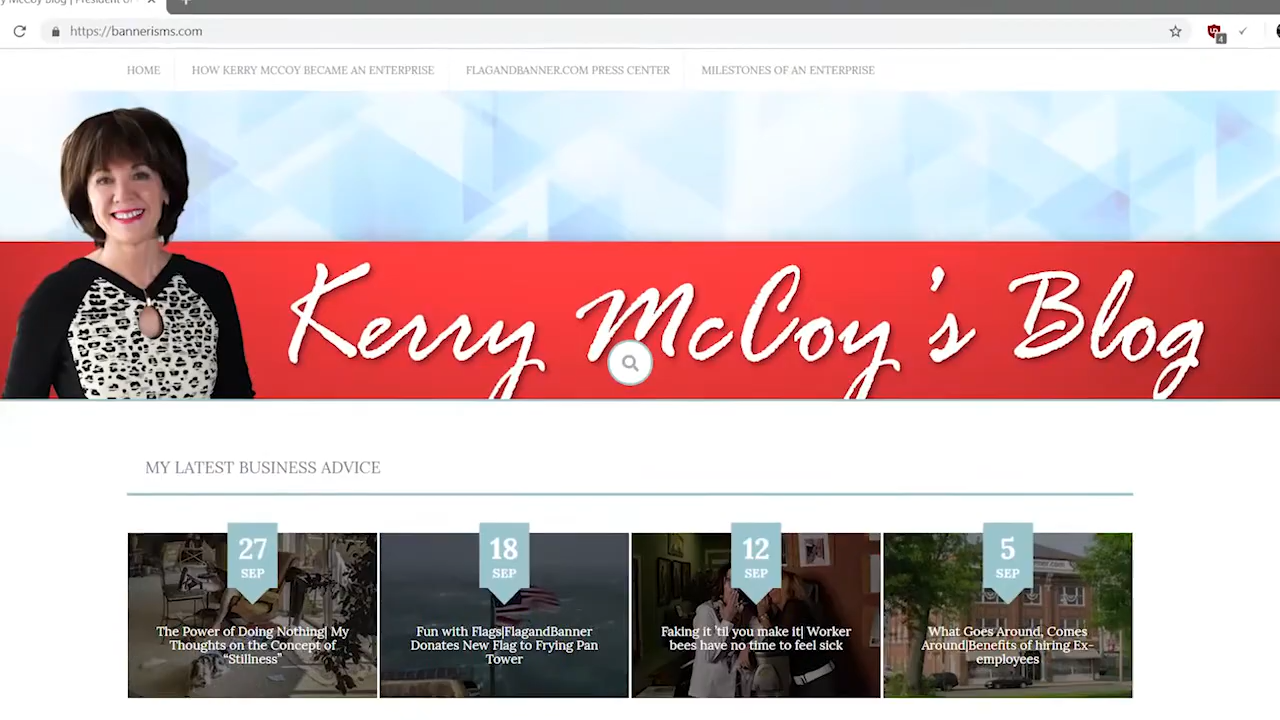 https://bannerisms.com
4
HOME
HOW KERRY MCCOY BECAME AN ENTERPRISE
FLAGANDBANNER.COM PRESS CENTER
MILESTONES OF AN ENTERPRISE
Kerry McCoy's Blog
MY LATEST BUSINESS ADVICE
27
SEP
The Power of Doing Nothing| My
Thoughts on the Concept of
"Stillness"
18
SEP
Fun with Flags|FlagandBanner
Donates New Flag to Frying Pan
Tower
12
SEP
Faking it 'til you make it| Worker
bees have no time to feel sick
5
SEP
What Goes Around, Comes
Around|Benefits of hiring Ex-
employees